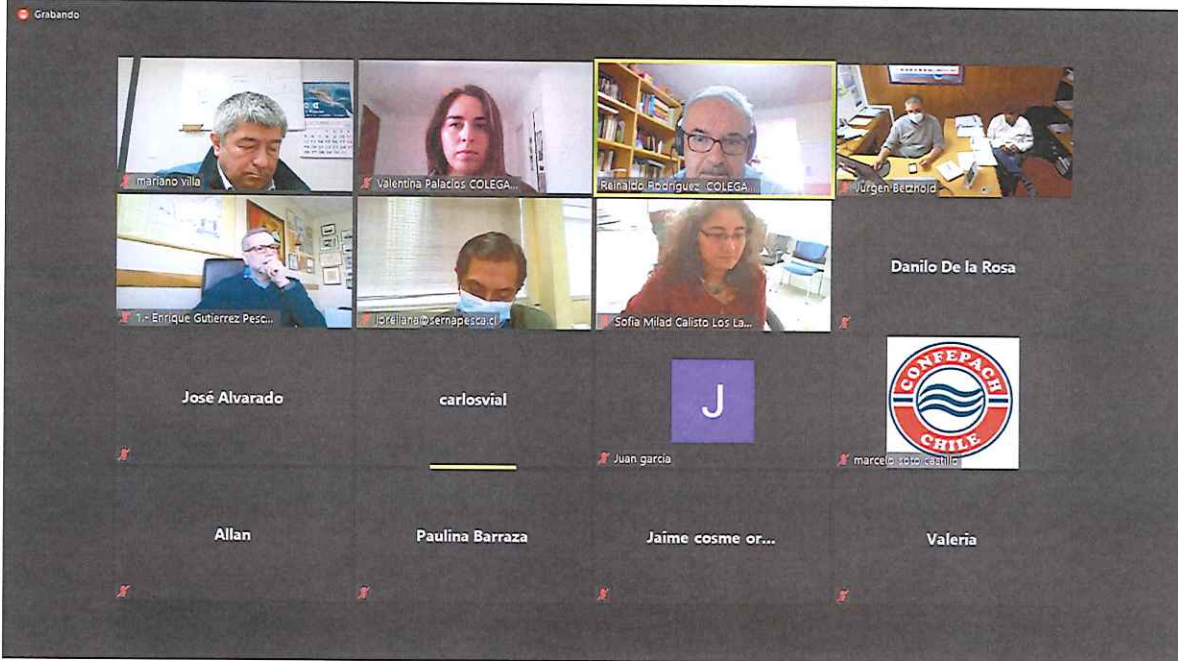 Grabando
mariano villa
Valentina Palacios COLEGA...
Reinaldo Rodriguez COLEGA...
Jürgen Betzhold
1.- Enrique Gutierrez Pesc...
jorellana@sernapesca.cl
Sofia Milad Calisto Los La...
Danilo De la Rosa
José Alvarado
carlosvial
J
Juan garcia
CONFEPACH
CHILE
marcelo soto castillo
Allan
Paulina Barraza
Jaime cosme or...
Valeria